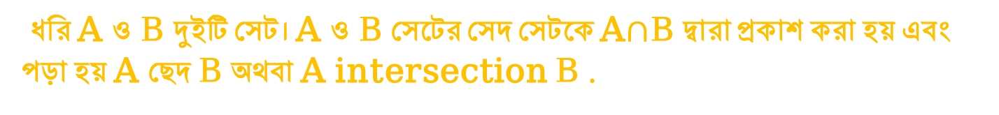 ধরি A ও B দুইটি সেট। A ও B সেটের সেদ সেটকে A∩B দ্বারা প্রকাশ করা হয় এবং
পড়া হয় A ছেদ B অথবা A intersection B .